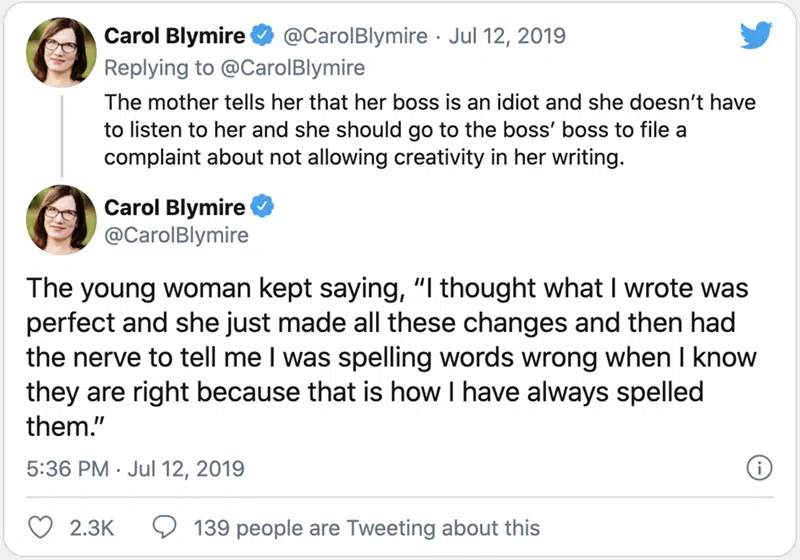 Carol Blymire @CarolBlymire · Jul 12, 2019
Replying to @CarolBlymire
The mother tells her that her boss is an idiot and she doesn’t have
to listen to her and she should go to the boss’ boss to file a
complaint about not allowing creativity in her writing.
Carol Blymire
@CarolBlymire
The young woman kept saying, “I thought what I wrote was
perfect and she just made all these changes and then had
the nerve to tell me I was spelling words wrong when I know
they are right because that is how I have always spelled
them.”
5:36 PM · Jul 12, 2019
2.3K 139 people are Tweeting about this